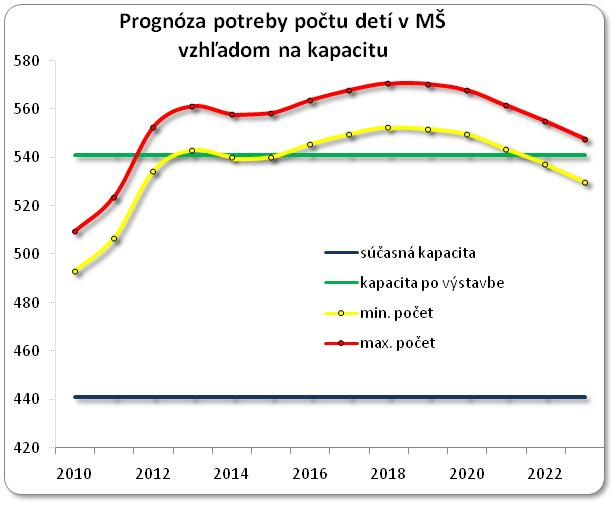 Prognóza potreby počtu detí v MŠ
vzhľadom na kapacitu
580
560
540
520
500
480
460
440
420
súčasná kapacita
kapacita po výstavbe
min. počet
max. počet
2010 2012 2014 2016 2018 2020 2022